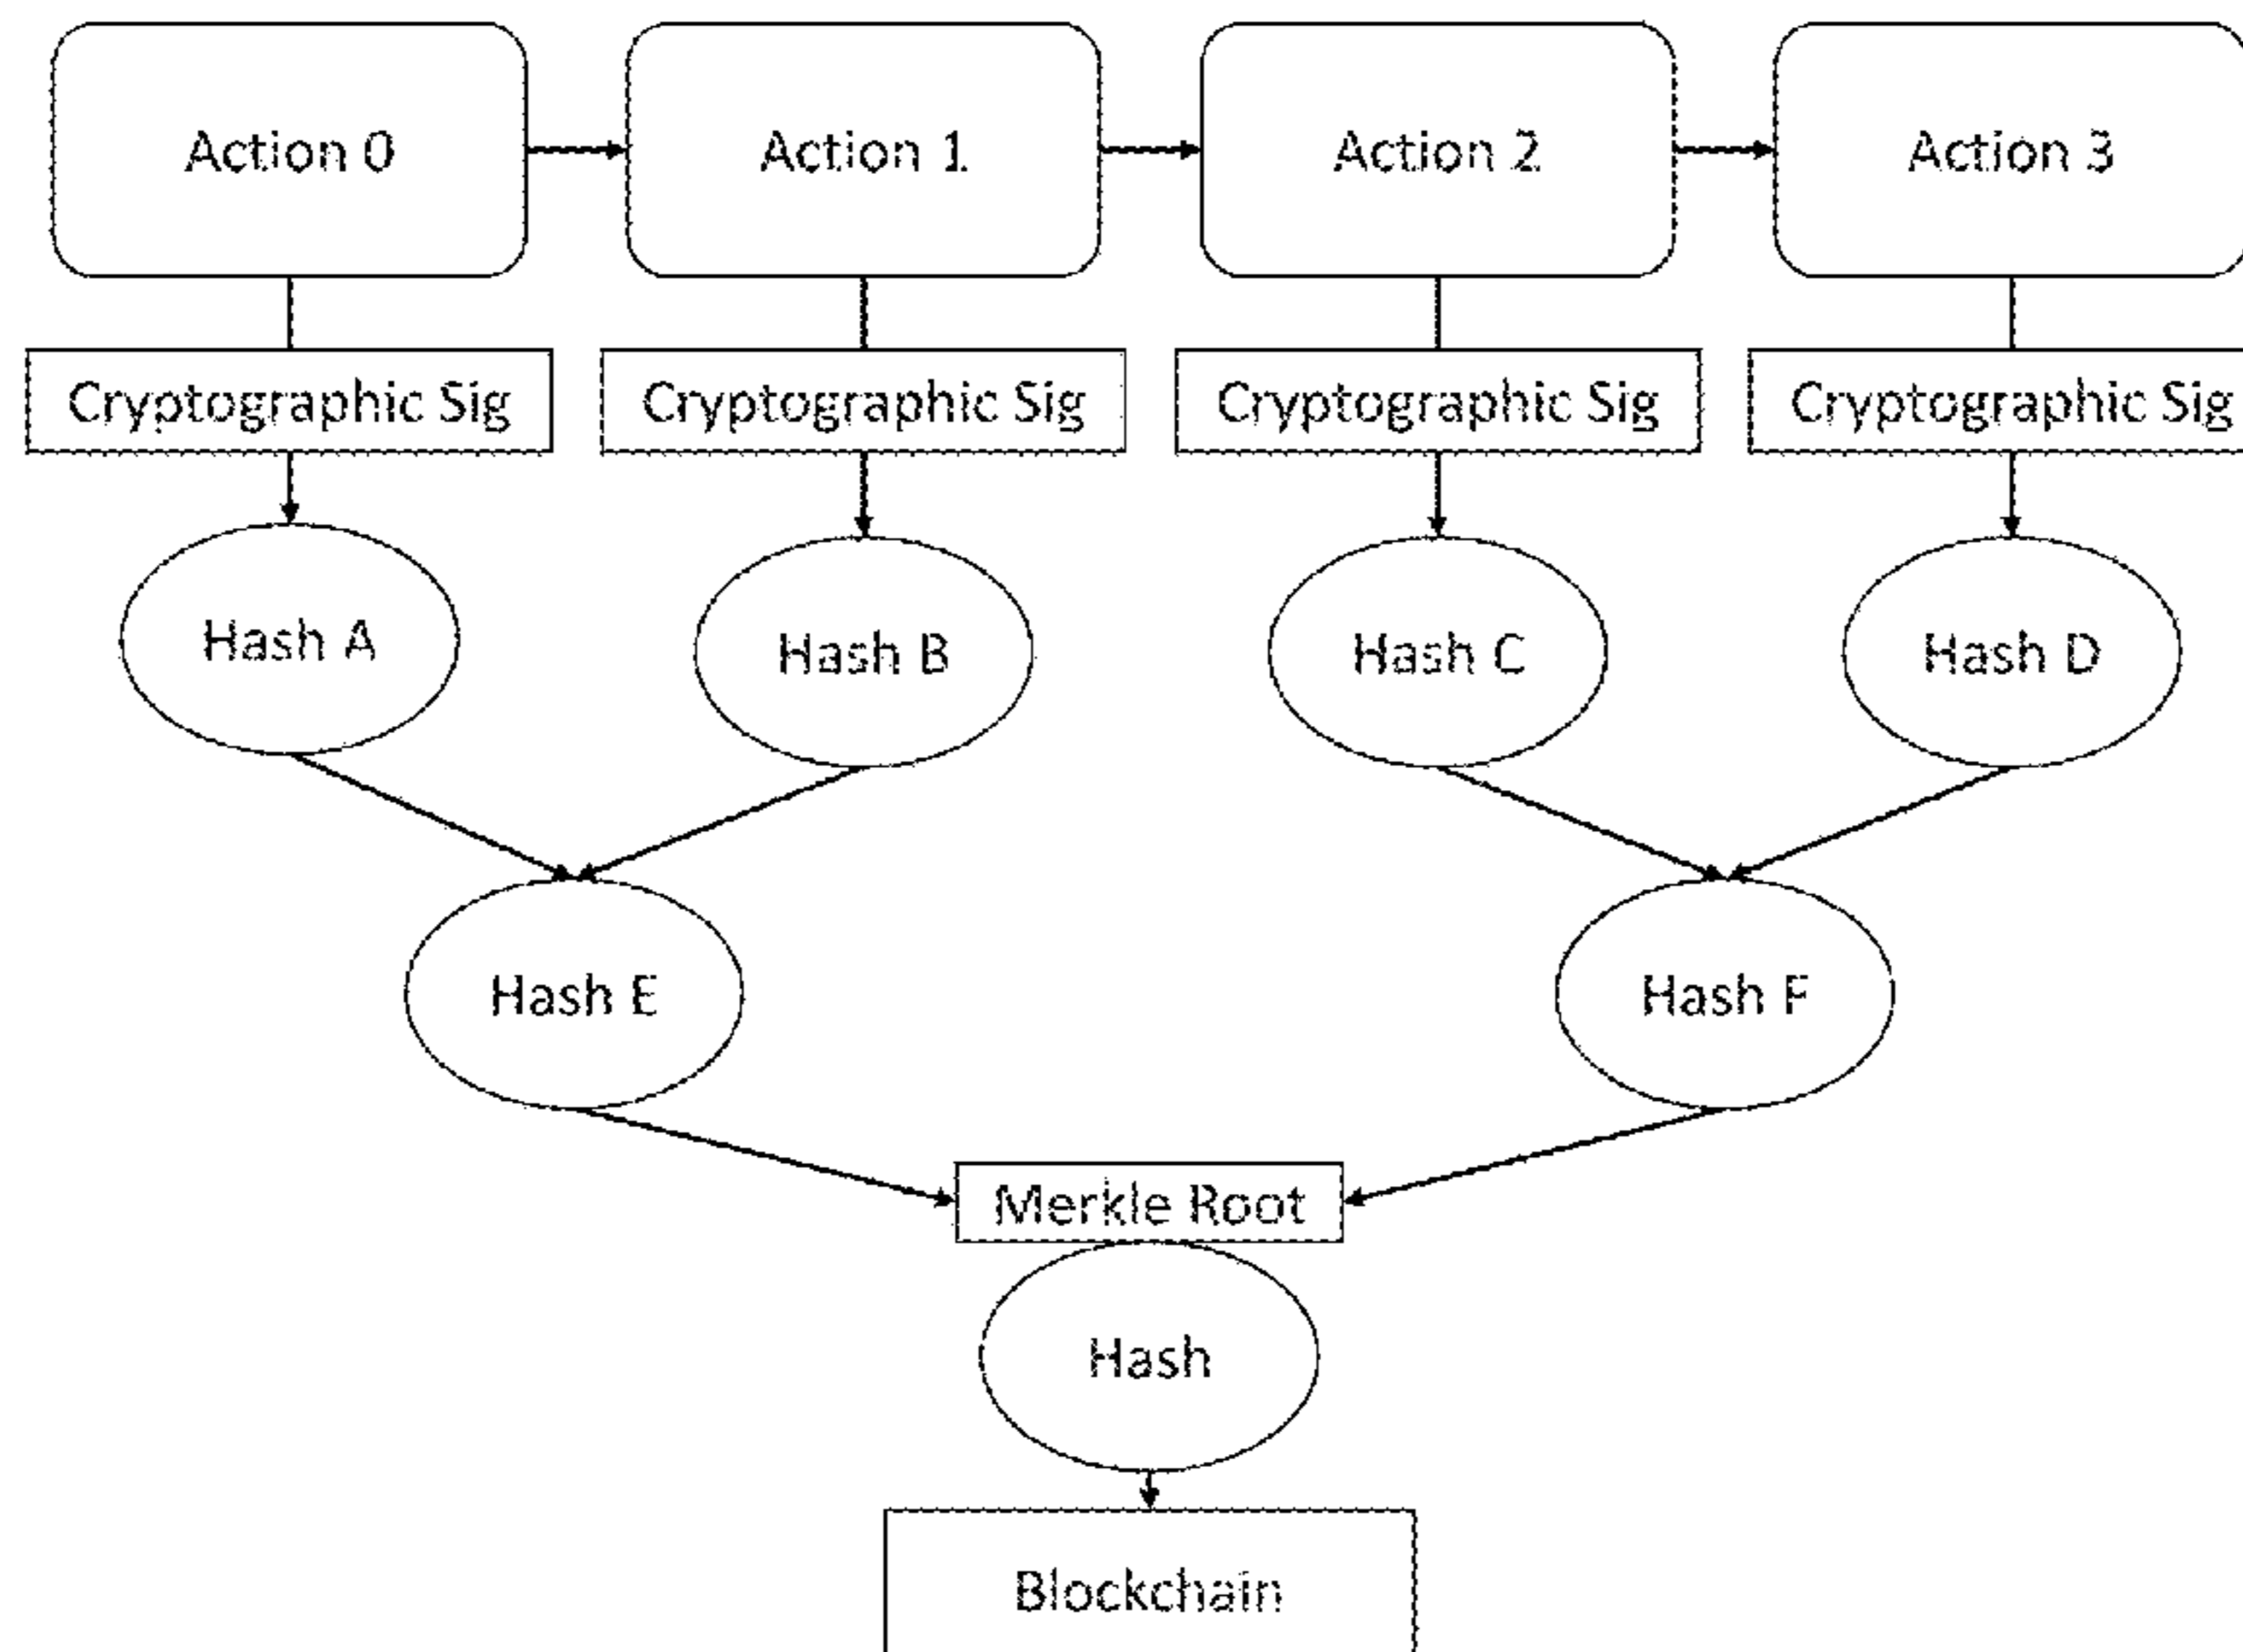 Action 0
Action 1
Action 2
Action 3
Cryptographic Sig
Cryptographic Sig
Cryptographic Sig
Cryptographic Sig
Hash A
Hash B
Hash C
Hash D
Hash E
Hash F
Merkle Root
Hash
Blockchain